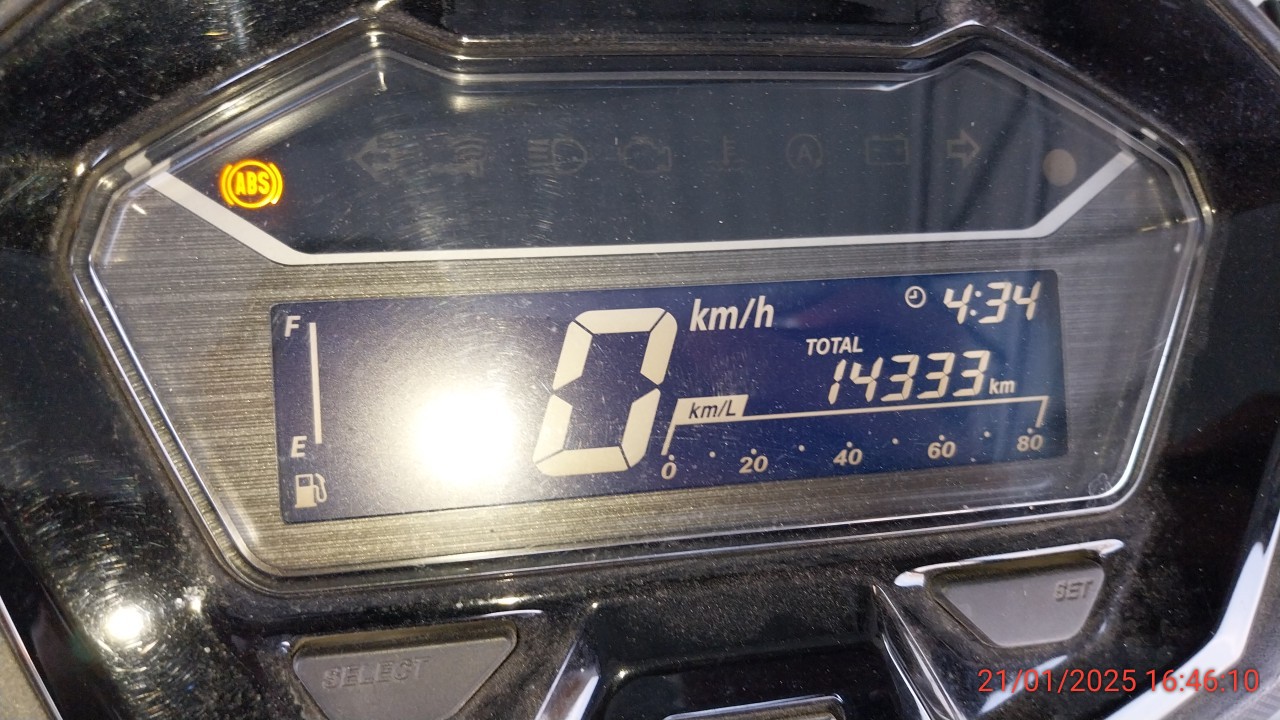 ABS
A
F
km/h
4:34
TOTAL
14333 km
km/L
E
0 20 40 60 80
SELECT
SET
21/01/2025 16:46:10